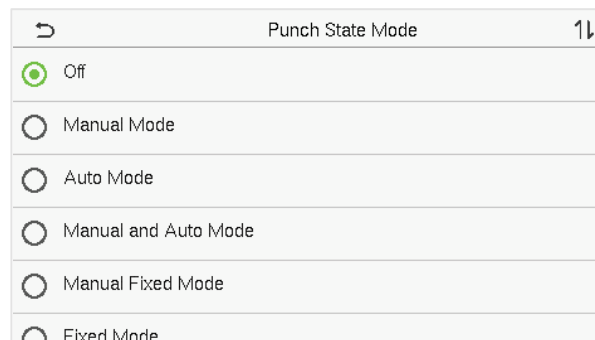 Punch State Mode
Off
Manual Mode
Auto Mode
Manual and Auto Mode
Manual Fixed Mode
Fixed Mode